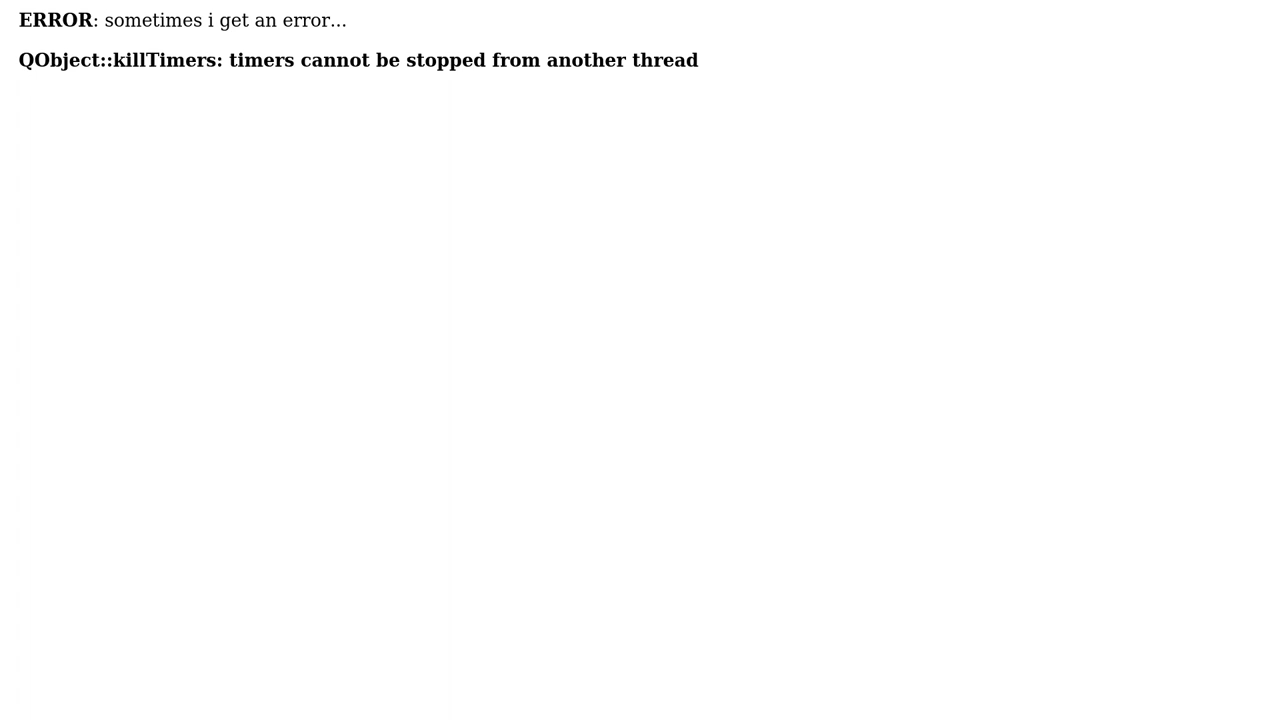 ERROR: sometimes i get an error...
QObject::killTimers: timers cannot be stopped from another thread